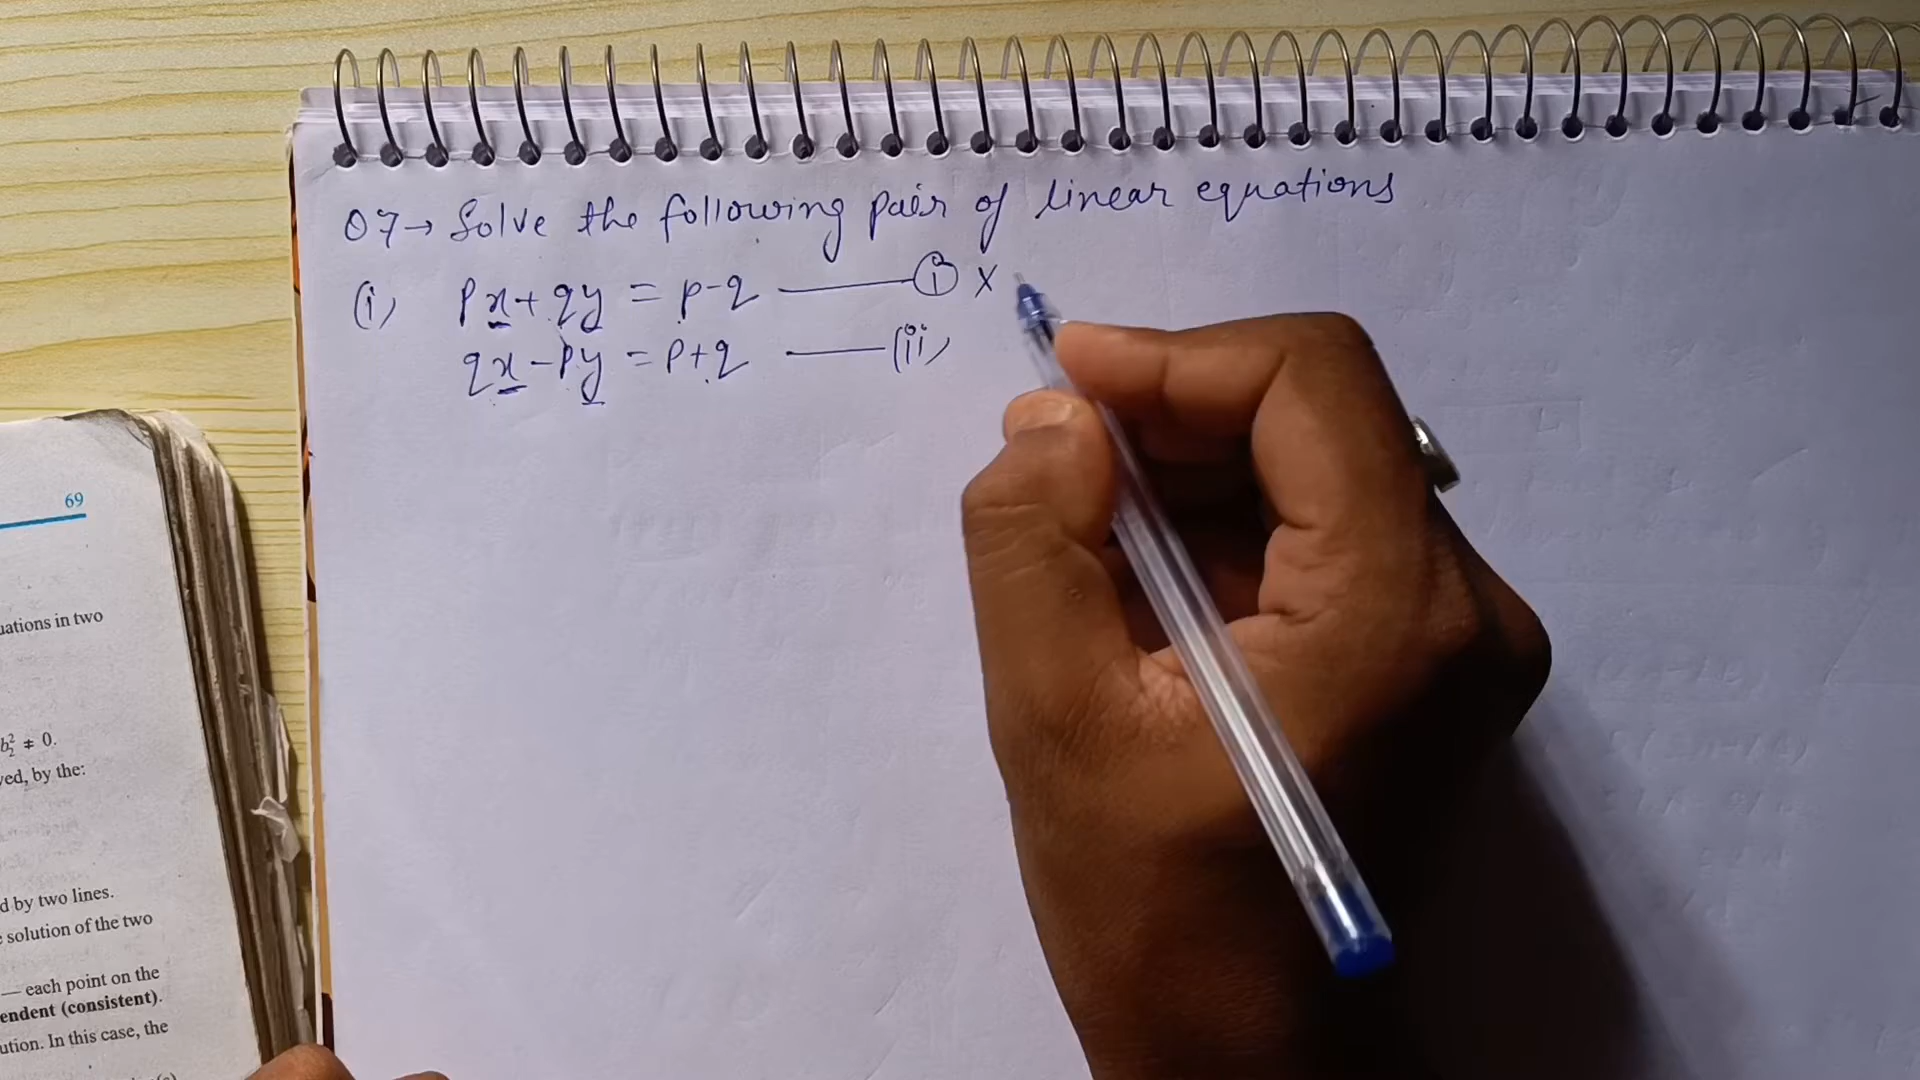 Q7→ Solve the following pair of linear equations
(i) px + qy = p-q ——— (i) ×
qx - py = p+q ——— (ii)
69
uations in two
b₂² ≠ 0.
ved, by the:
d by two lines.
solution of the two
— each point on the
endent (consistent).
ution. In this case, the